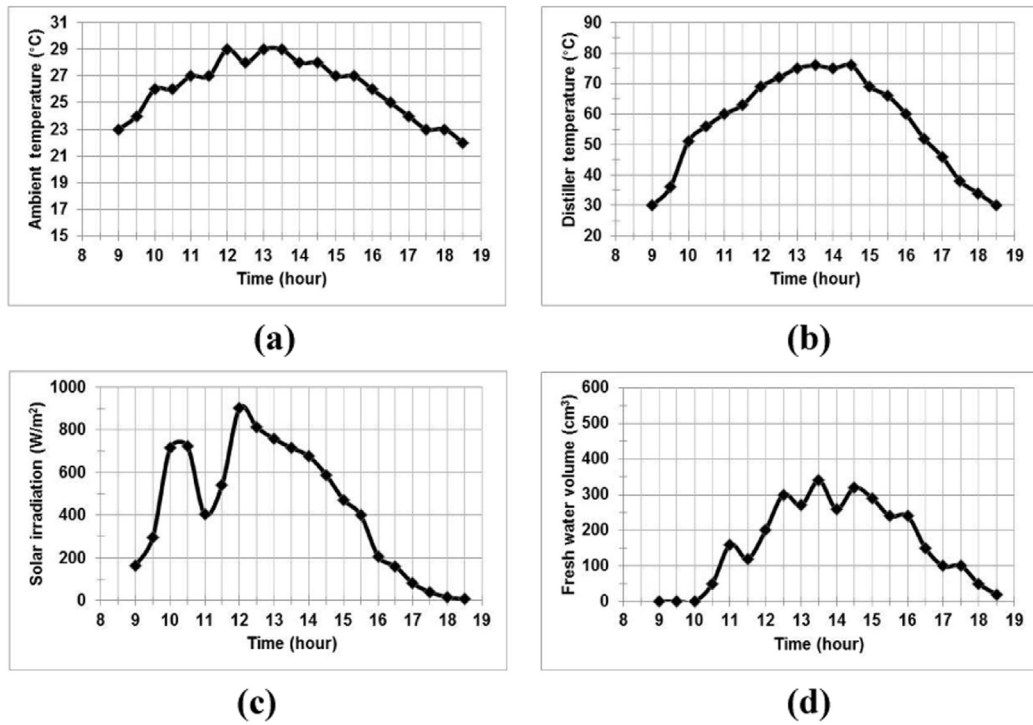 31
29
27
25
23
21
19
17
15
Ambient temperature (°C)
8 9 10 11 12 13 14 15 16 17 18 19
Time (hour)
(a)
90
80
70
60
50
40
30
20
Distiller temperature (°C)
8 9 10 11 12 13 14 15 16 17 18 19
Time (hour)
(b)
1000
800
600
400
200
0
Solar irradiation (W/m²)
8 9 10 11 12 13 14 15 16 17 18 19
Time (hour)
(c)
600
500
400
300
200
100
0
Fresh water volume (cm³)
8 9 10 11 12 13 14 15 16 17 18 19
Time (hour)
(d)